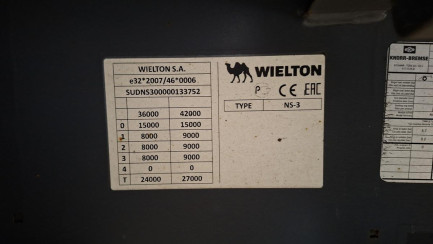 WIELTON S.A.
e32*2007/46*0006
SUDNS300000133752
36000 42000
0 15000 15000
1 8000 9000
2 8000 9000
3 8000 9000
4 0 0
T 24000 27000
WIELTON
CE EAC
TYPE NS-3
KNORR-BREMSE